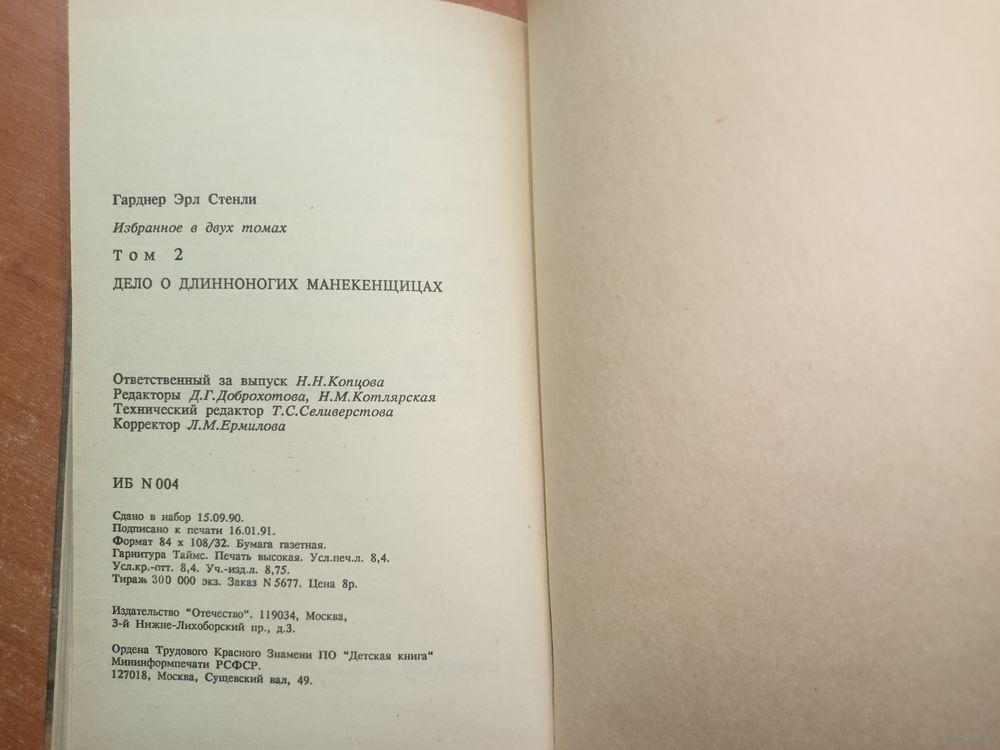 Гарднер Эрл Стенли
Избранное в двух томах
Том 2
ДЕЛО О ДЛИННОНОГИХ МАНЕКЕНЩИЦАХ
Ответственный за выпуск Н.Н.Копцова
Редакторы Д.Г.Доброхотова, Н.М.Котлярская
Технический редактор Т.С.Селиверстова
Корректор Л.М.Ермилова
ИБ N 004
Сдано в набор 15.09.90.
Подписано к печати 16.01.91.
Формат 84 х 108/32. Бумага газетная.
Гарнитура Таймс. Печать высокая. Усл.печ.л. 8,4.
Усл.кр.-отт. 8,4. Уч.-изд.л. 8,75.
Тираж 300 000 экз. Заказ N 5677. Цена 8р.
Издательство "Отечество". 119034, Москва,
3-й Нижне-Лихоборский пр., д.3.
Ордена Трудового Красного Знамени ПО "Детская книга"
Мининформпечати РСФСР.
127018, Москва, Сущевский вал, 49.